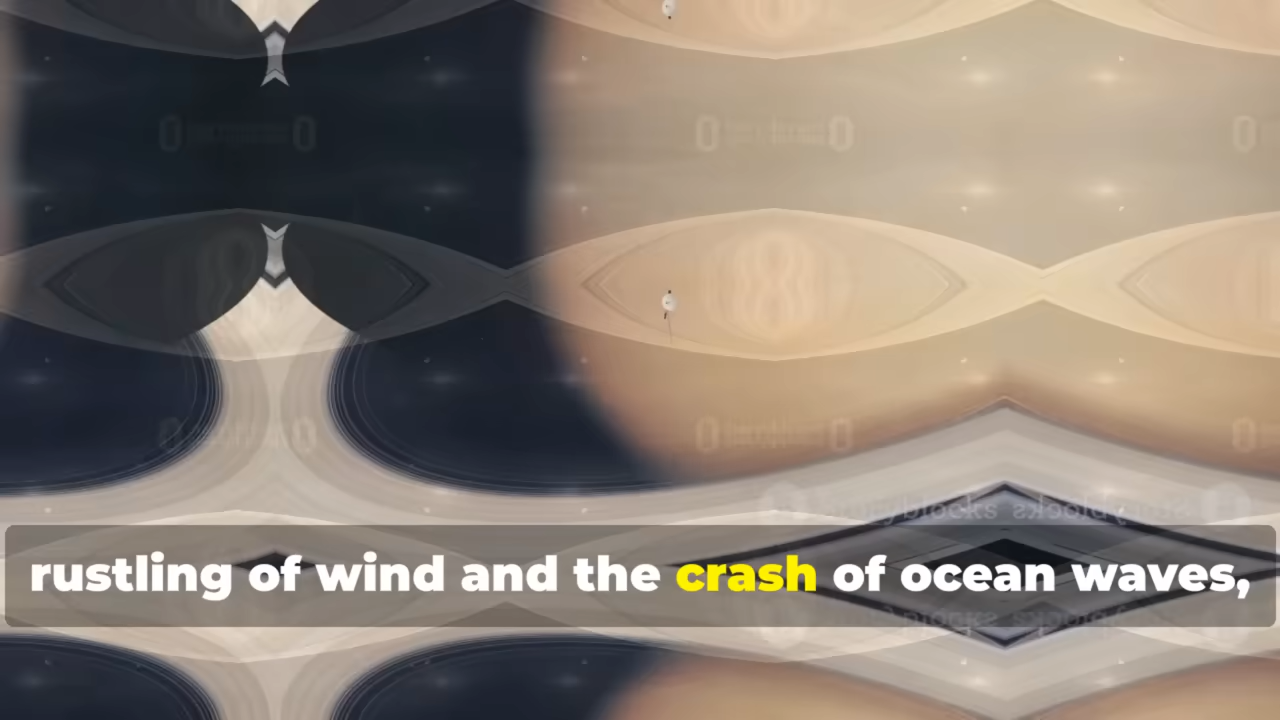 rustling of wind and the crash of ocean waves,